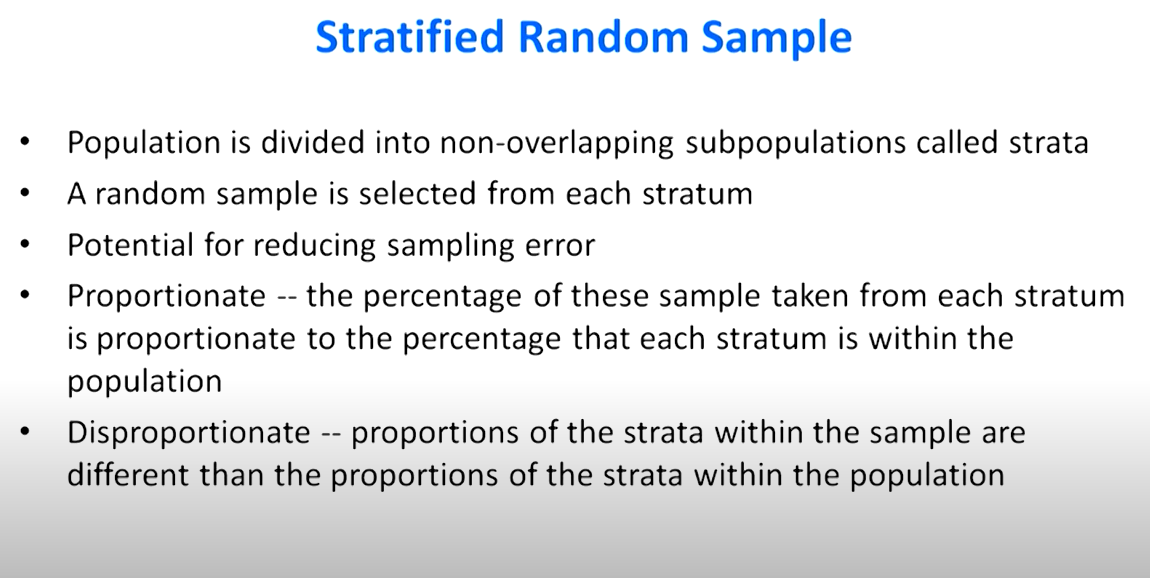 Stratified Random Sample
• Population is divided into non-overlapping subpopulations called strata
• A random sample is selected from each stratum
• Potential for reducing sampling error
• Proportionate -- the percentage of these sample taken from each stratum
is proportionate to the percentage that each stratum is within the
population
• Disproportionate -- proportions of the strata within the sample are
different than the proportions of the strata within the population